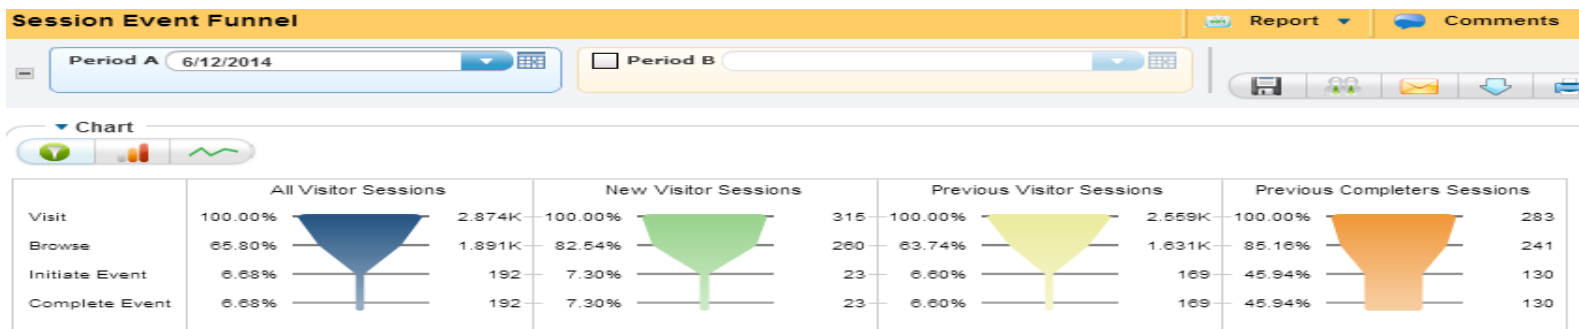 Session Event Funnel Report Comments
Period A 6/12/2014 Period B
Chart
All Visitor Sessions New Visitor Sessions Previous Visitor Sessions Previous Completers Sessions
Visit 100.00% 2.874K 100.00% 315 100.00% 2.559K 100.00% 283
Browse 65.80% 1.891K 82.54% 260 63.74% 1.631K 85.16% 241
Initiate Event 6.68% 192 7.30% 23 6.60% 169 45.94% 130
Complete Event 6.68% 192 7.30% 23 6.60% 169 45.94% 130